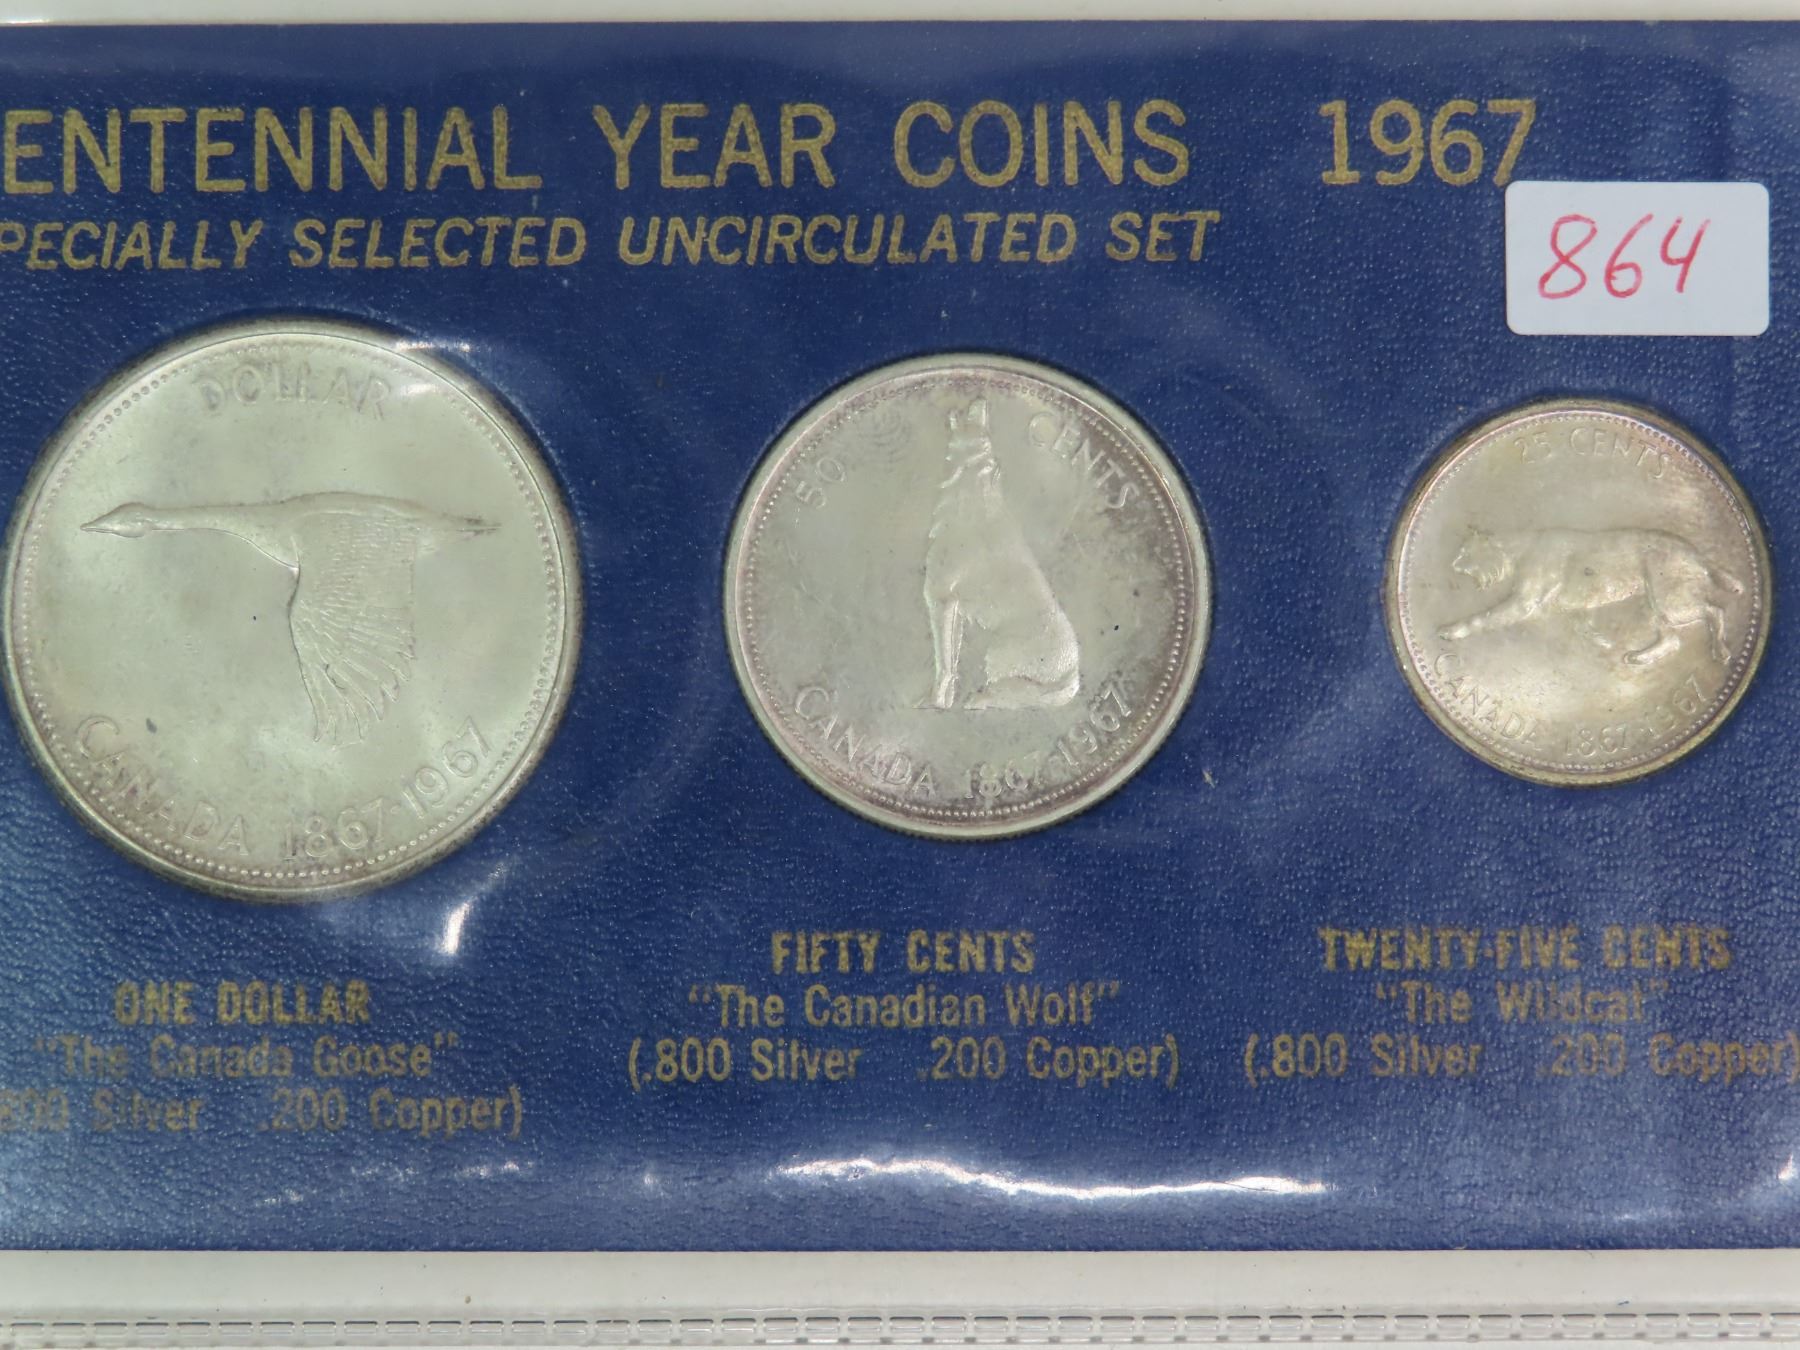 ENTENNIAL YEAR COINS 1967
PECIALLY SELECTED UNCIRCULATED SET
864
DOLLAR
CANADA 1867-1967
50 CENTS
CANADA 1867-1967
25 CENTS
CANADA 1867-1967
ONE DOLLAR
"The Canada Goose"
.800 Silver .200 Copper)
FIFTY CENTS
"The Canadian Wolf"
(.800 Silver .200 Copper)
TWENTY-FIVE CENTS
"The Wildcat"
(.800 Silver .200 Copper)